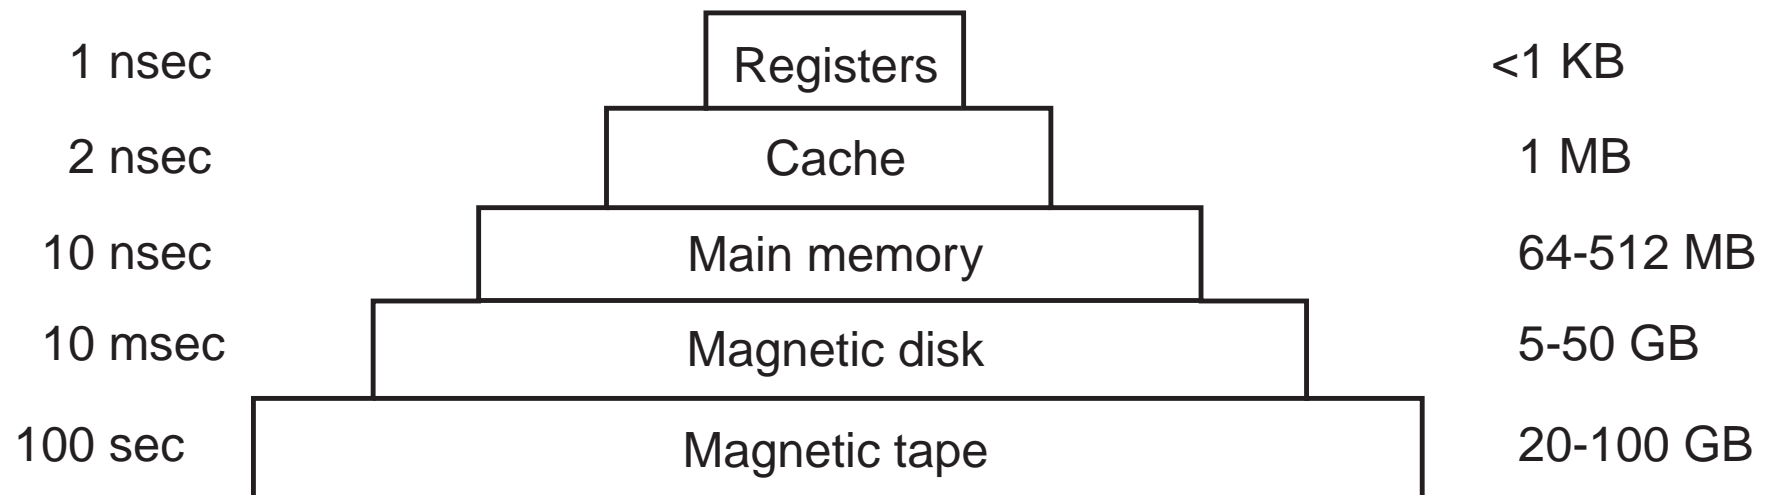 1 nsec Registers <1 KB
2 nsec Cache 1 MB
10 nsec Main memory 64-512 MB
10 msec Magnetic disk 5-50 GB
100 sec Magnetic tape 20-100 GB